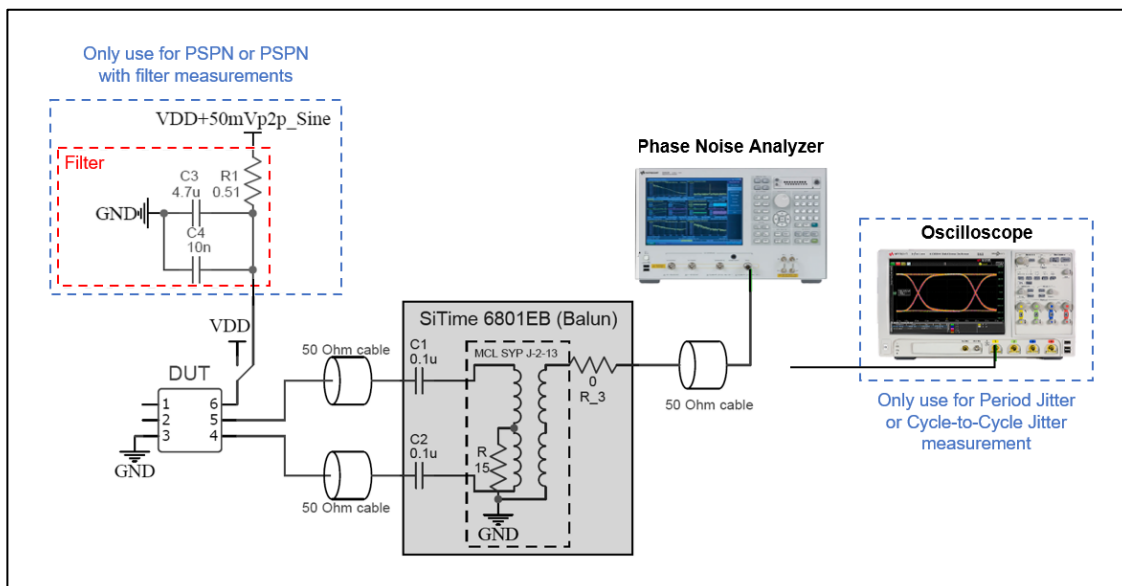 Only use for PSPN or PSPN
with filter measurements
VDD+50mVp2p_Sine
Filter
C3
4.7u
R1
0.51
GND
C4
10n
VDD
DUT
1
2
3
6
5
4
GND
50 Ohm cable
50 Ohm cable
SiTime 6801EB (Balun)
C1
0.1u
MCL SYP J-2-13
0
R_3
C2
0.1u
R
15
GND
50 Ohm cable
Phase Noise Analyzer
Oscilloscope
Only use for Period Jitter
or Cycle-to-Cycle Jitter
measurement